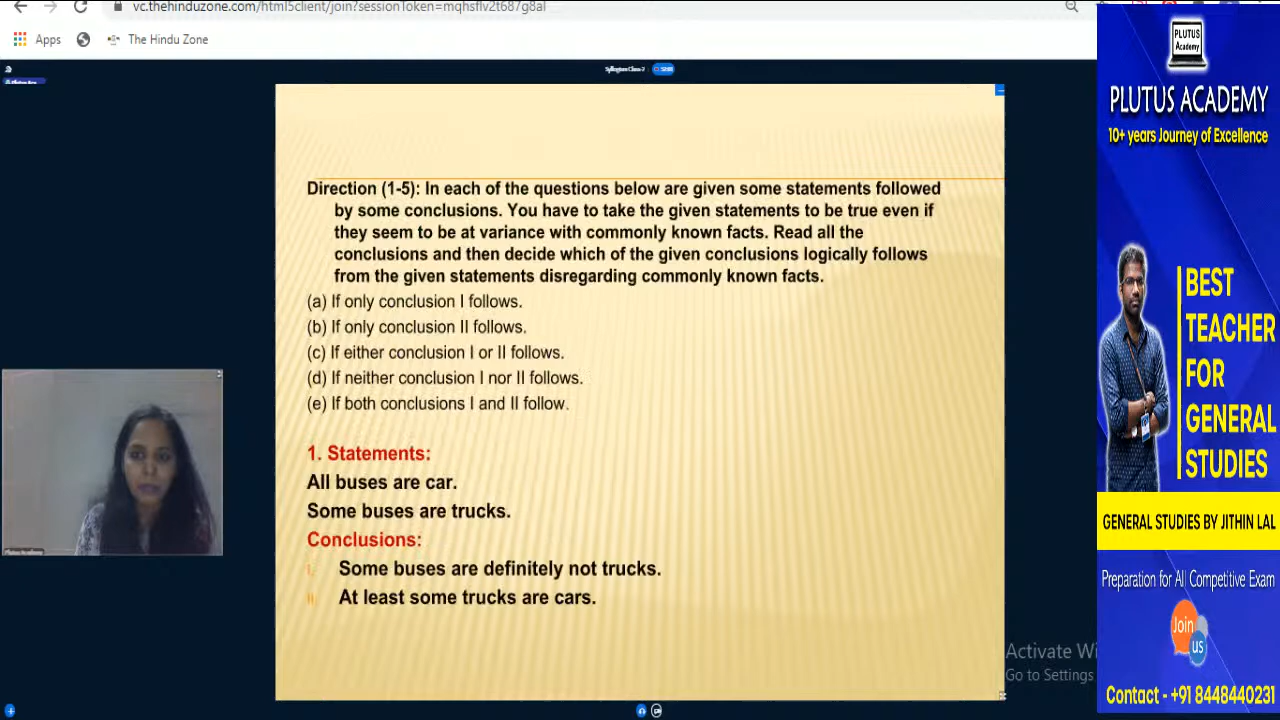 vc.thehinduzone.com/html5client/join?sessionToken=mqhsflv2t687g8al
Apps
The Hindu Zone
Syllogism Class-2
Direction (1-5): In each of the questions below are given some statements followed
by some conclusions. You have to take the given statements to be true even if
they seem to be at variance with commonly known facts. Read all the
conclusions and then decide which of the given conclusions logically follows
from the given statements disregarding commonly known facts.
(a) If only conclusion I follows.
(b) If only conclusion II follows.
(c) If either conclusion I or II follows.
(d) If neither conclusion I nor II follows.
(e) If both conclusions I and II follow.
1. Statements:
All buses are car.
Some buses are trucks.
Conclusions:
I. Some buses are definitely not trucks.
II. At least some trucks are cars.
Activate Wi
Go to Settings
PLUTUS
Academy
PLUTUS ACADEMY
10+ years Journey of Excellence
BEST
TEACHER
FOR
GENERAL
STUDIES
GENERAL STUDIES BY JITHIN LAL
Preparation for All Competitive Exam
Join
us
Contact - +91 8448440231